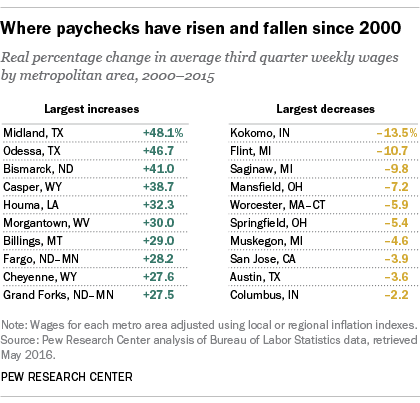 Where paychecks have risen and fallen since 2000
Real percentage change in average third quarter weekly wages
by metropolitan area, 2000–2015
Largest increases
Midland, TX +48.1%
Odessa, TX +46.7
Bismarck, ND +41.0
Casper, WY +38.7
Houma, LA +32.3
Morgantown, WV +30.0
Billings, MT +29.0
Fargo, ND–MN +28.2
Cheyenne, WY +27.6
Grand Forks, ND–MN +27.5
Largest decreases
Kokomo, IN –13.5%
Flint, MI –10.7
Saginaw, MI –9.8
Mansfield, OH –7.2
Worcester, MA–CT –5.9
Springfield, OH –5.4
Muskegon, MI –4.6
San Jose, CA –3.9
Austin, TX –3.6
Columbus, IN –2.2
Note: Wages for each metro area adjusted using local or regional inflation indexes.
Source: Pew Research Center analysis of Bureau of Labor Statistics data, retrieved
May 2016.
PEW RESEARCH CENTER